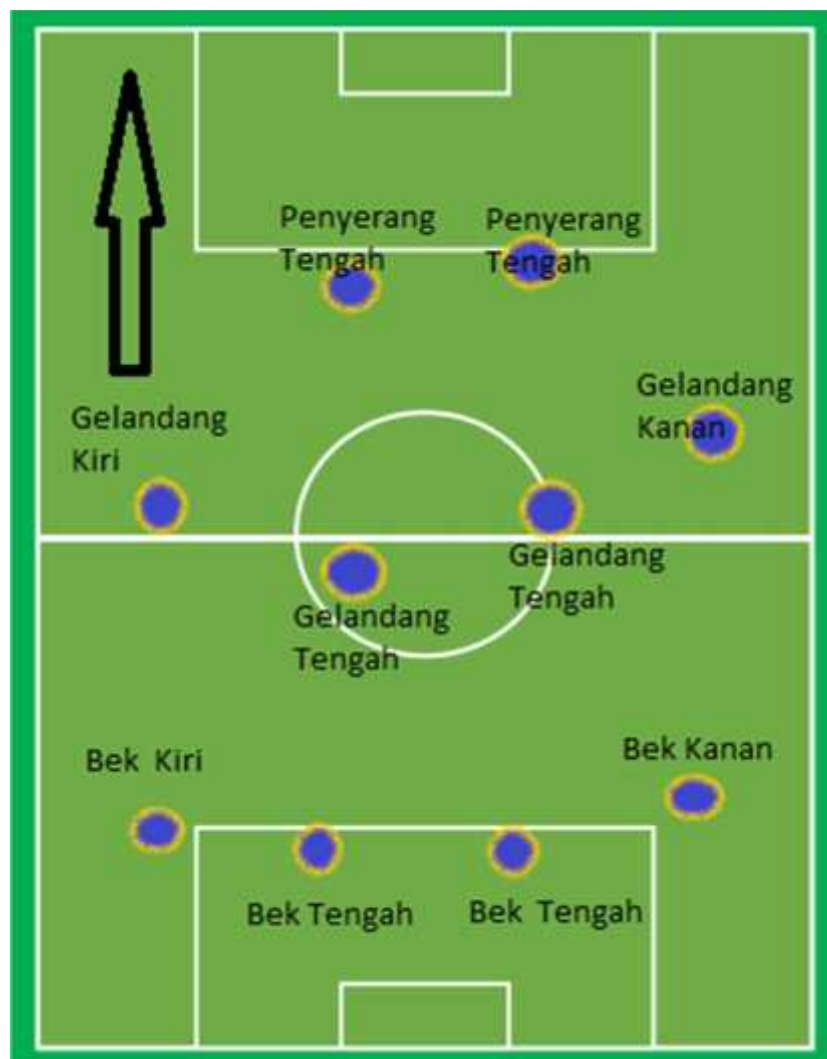 Penyerang
Tengah
Penyerang
Tengah
Gelandang
Kanan
Gelandang
Kiri
Gelandang
Tengah
Gelandang
Tengah
Bek Kiri
Bek Kanan
Bek Tengah
Bek Tengah